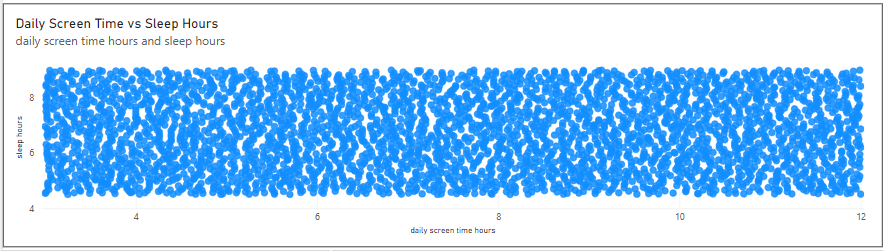 Daily Screen Time vs Sleep Hours
daily screen time hours and sleep hours
8
6
4
sleep hours
4 6 8 10 12
daily screen time hours